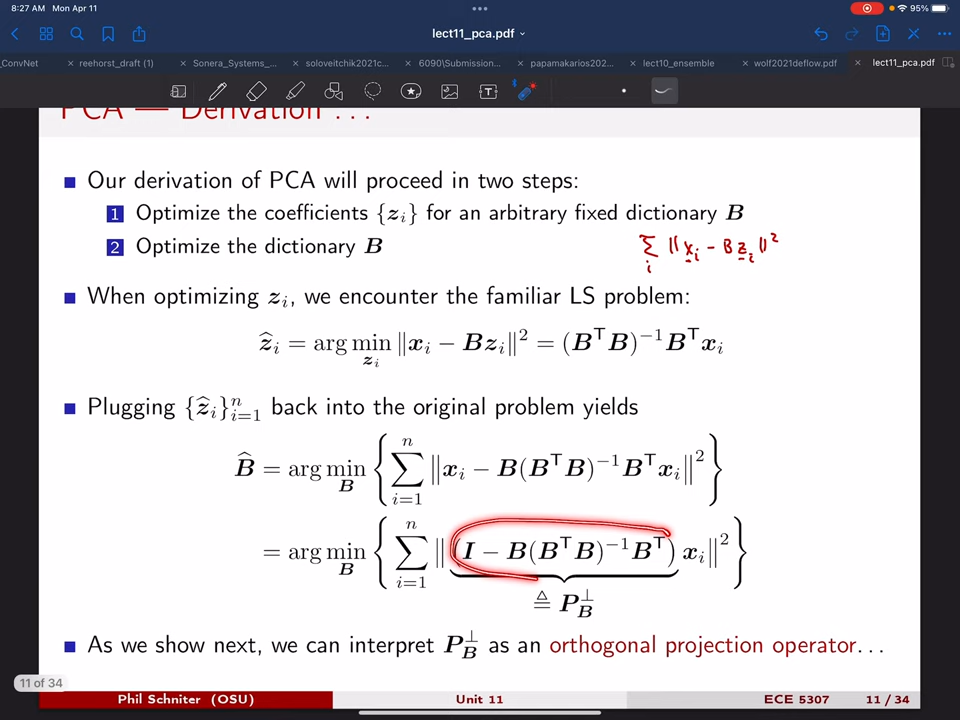 8:27 AM Mon Apr 11
95%
lect11_pca.pdf
_ConvNet
reehorst_draft (1)
Sonera_Systems_...
soloveitchik2021c...
6090\Submission...
papamakarios202...
lect10_ensemble
wolf2021deflow.pdf
lect11_pca.pdf
PCA — Derivation ...
Our derivation of PCA will proceed in two steps:
1 Optimize the coefficients {z_i} for an arbitrary fixed dictionary B
2 Optimize the dictionary B
∑_i ‖x_i − B z_i‖²
When optimizing z_i, we encounter the familiar LS problem:
ẑ_i = arg min_{z_i} ‖x_i − Bz_i‖² = (BᵀB)⁻¹Bᵀx_i
Plugging {ẑ_i}ⁿ_{i=1} back into the original problem yields
B̂ = arg min_B { ∑_{i=1}^n ‖x_i − B(BᵀB)⁻¹Bᵀx_i‖² }
= arg min_B { ∑_{i=1}^n ‖(I − B(BᵀB)⁻¹Bᵀ) x_i‖² }
≜ P_B^⊥
As we show next, we can interpret P_B^⊥ as an orthogonal projection operator...
11 of 34
Phil Schniter (OSU) Unit 11 ECE 5307 11 / 34